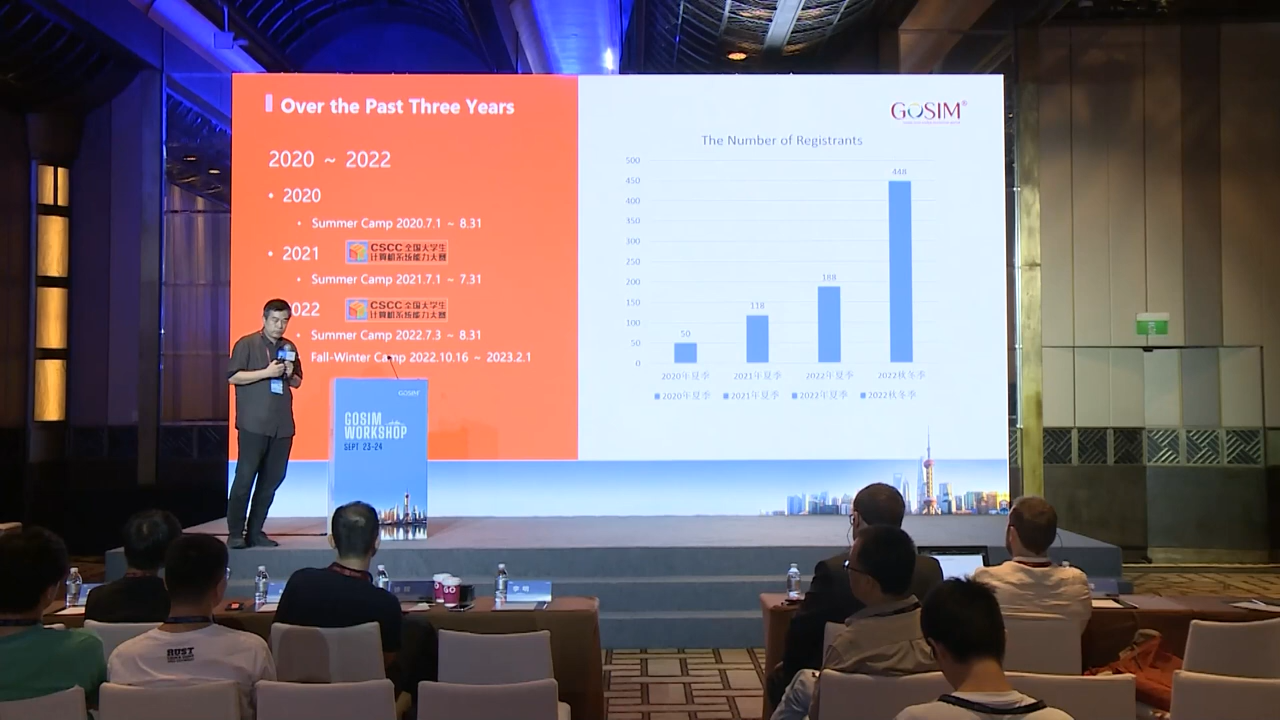 Over the Past Three Years
2020 ~ 2022
• 2020
• Summer Camp 2020.7.1 ~ 8.31
• 2021
CSCC 全国大学生
计算机系统能力大赛
• Summer Camp 2021.7.1 ~ 7.31
022
CSCC 全国大学生
计算机系统能力大赛
Summer Camp 2022.7.3 ~ 8.31
Fall-Winter Camp 2022.10.16 ~ 2023.2.1
GOSIM®
The Number of Registrants
500
450
400
350
300
250
200
150
100
50
0
50
118
188
448
2020年夏季
2021年夏季
2022年夏季
2022秋冬季
2020年夏季
2021年夏季
2022年夏季
2022秋冬季
GOSIM
GOSIM
WORKSHOP
SEPT 23-24
RUST
李明
GO